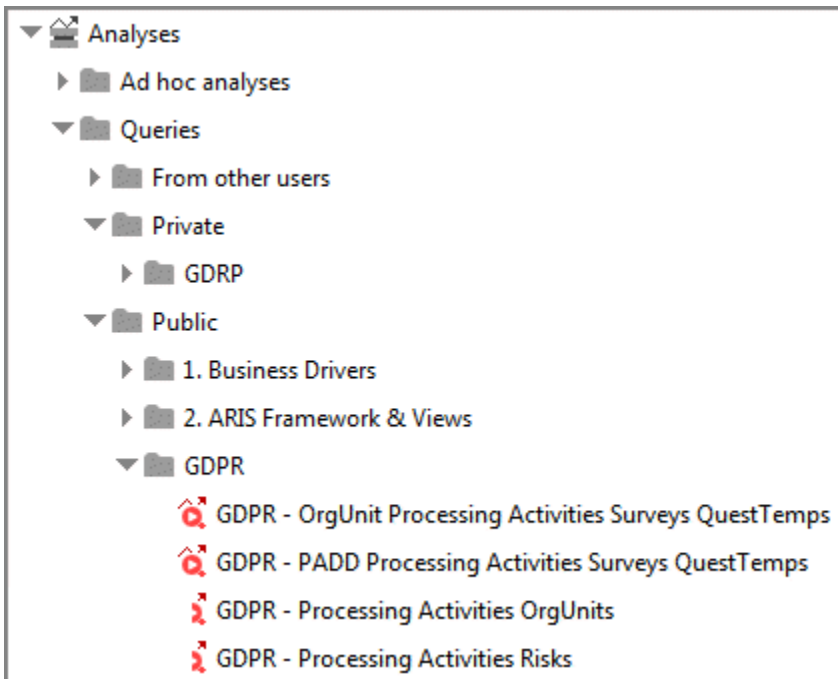 Analyses
Ad hoc analyses
Queries
From other users
Private
GDRP
Public
1. Business Drivers
2. ARIS Framework & Views
GDPR
GDPR - OrgUnit Processing Activities Surveys QuestTemps
GDPR - PADD Processing Activities Surveys QuestTemps
GDPR - Processing Activities OrgUnits
GDPR - Processing Activities Risks